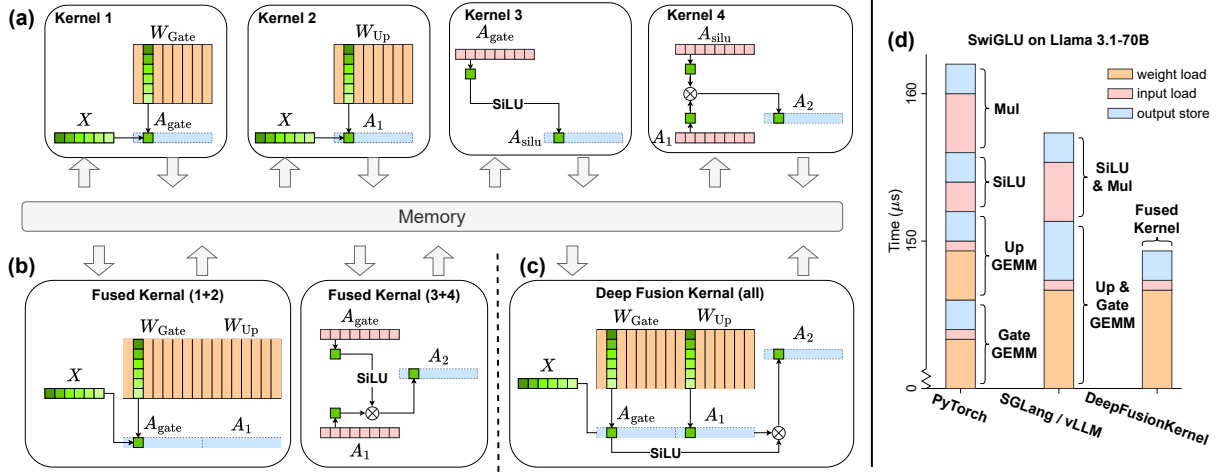 (a)
Kernel 1
W_Gate
X
A_gate
Kernel 2
W_Up
X
A_1
Kernel 3
A_gate
SiLU
A_silu
Kernel 4
A_silu
A_1
A_2
Memory
(b)
Fused Kernal (1+2)
W_Gate
W_Up
X
A_gate
A_1
Fused Kernal (3+4)
A_gate
SiLU
A_2
A_1
(c)
Deep Fusion Kernal (all)
W_Gate
W_Up
X
A_gate
A_1
A_2
SiLU
(d)
SwiGLU on Llama 3.1-70B
weight load
input load
output store
Time (μs)
160
150
0
Mul
SiLU
Up
GEMM
Gate
GEMM
SiLU
& Mul
Up &
Gate
GEMM
Fused
Kernel
PyTorch
SGLang / vLLM
DeepFusionKernel